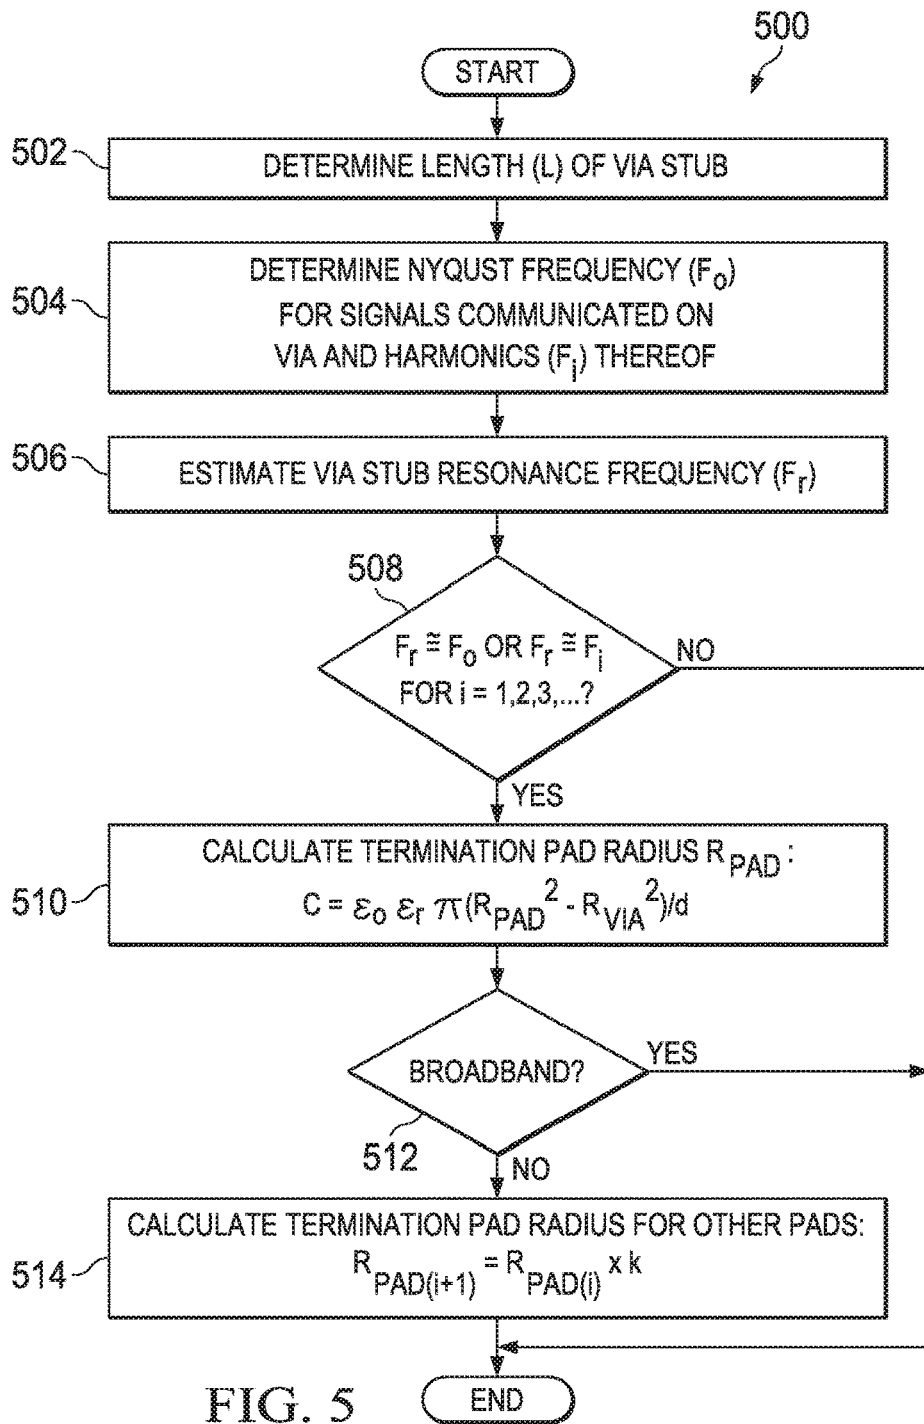 500
START
502
DETERMINE LENGTH (L) OF VIA STUB
504
DETERMINE NYQUST FREQUENCY (Fo)
FOR SIGNALS COMMUNICATED ON
VIA AND HARMONICS (Fi) THEREOF
506
ESTIMATE VIA STUB RESONANCE FREQUENCY (Fr)
508
Fr ≅ Fo OR Fr ≅ Fi
FOR i = 1,2,3,...?
NO
YES
510
CALCULATE TERMINATION PAD RADIUS RPAD :
C = εo εr π(RPAD² - RVIA²)/d
BROADBAND?
YES
512
NO
514
CALCULATE TERMINATION PAD RADIUS FOR OTHER PADS:
RPAD(i+1) = RPAD(i) x k
END
FIG. 5